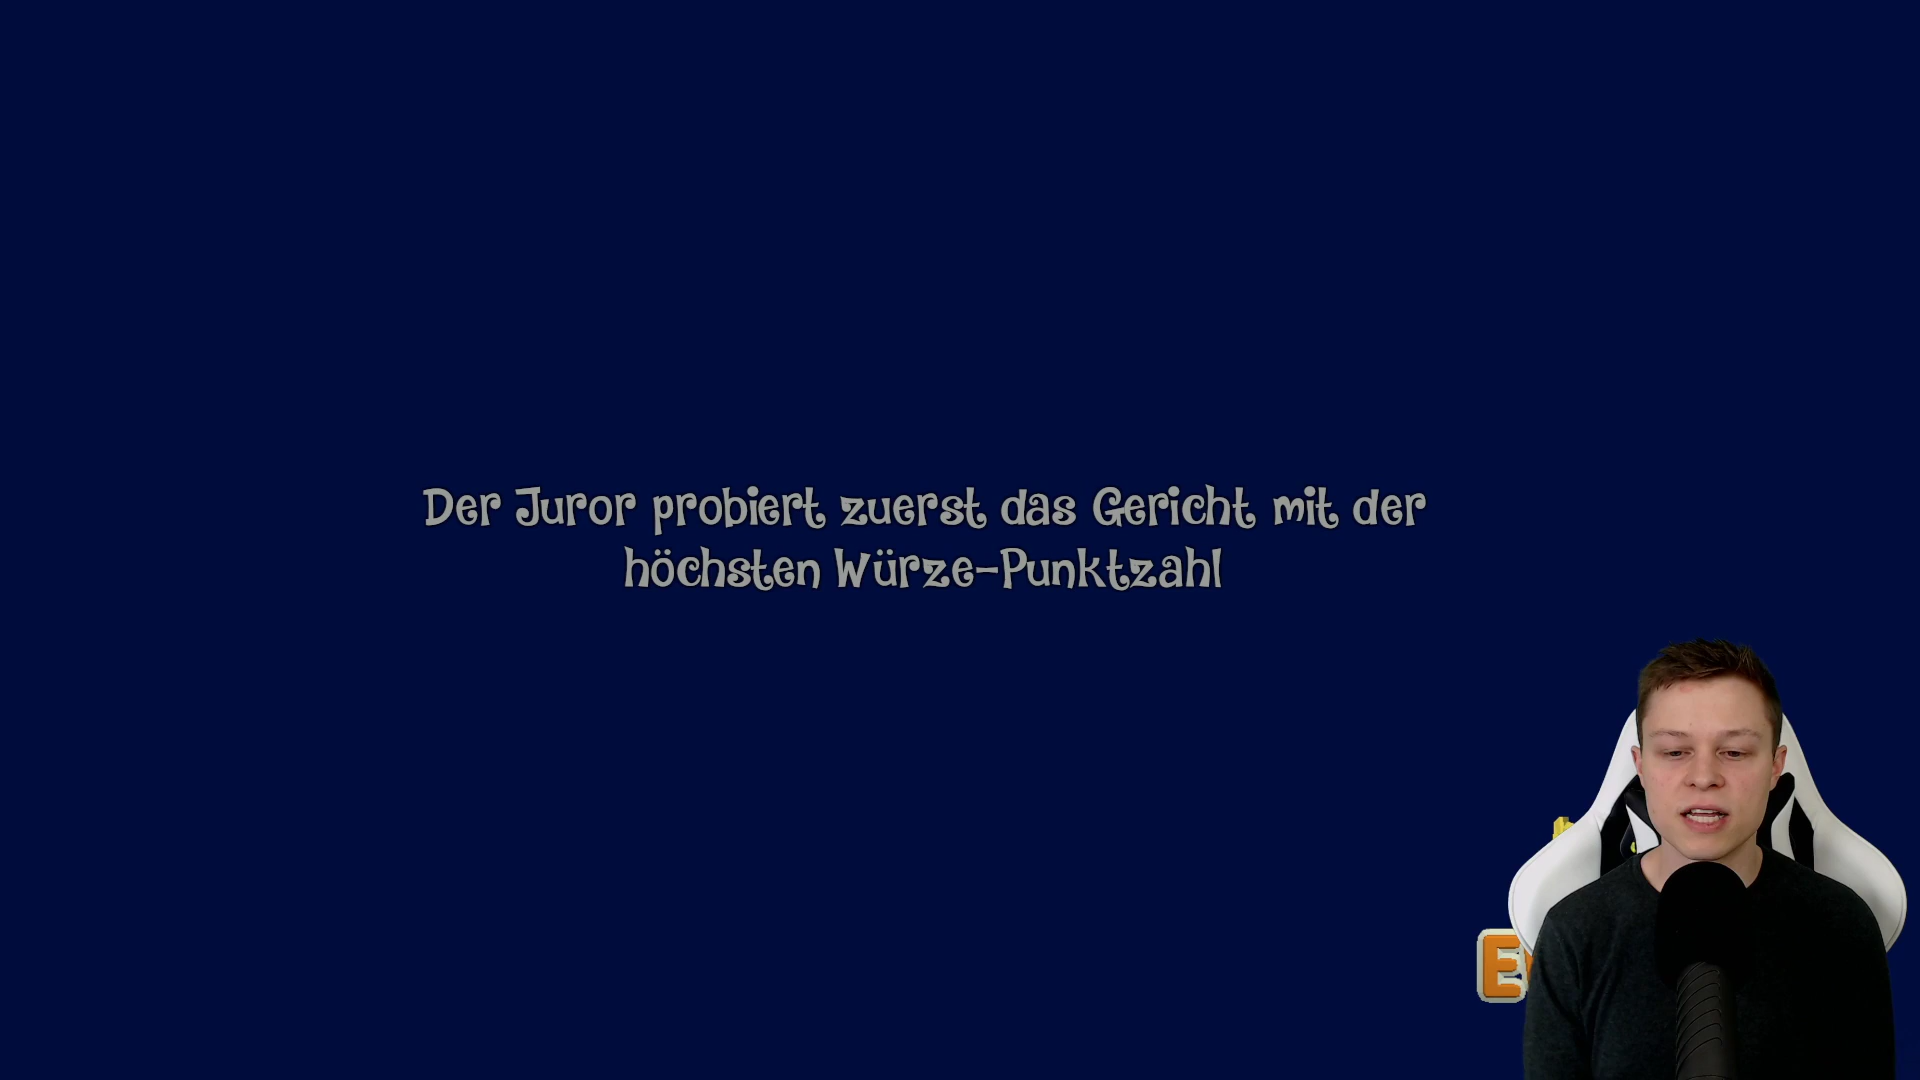 Der Juror probiert zuerst das Gericht mit der
höchsten Würze-Punktzahl